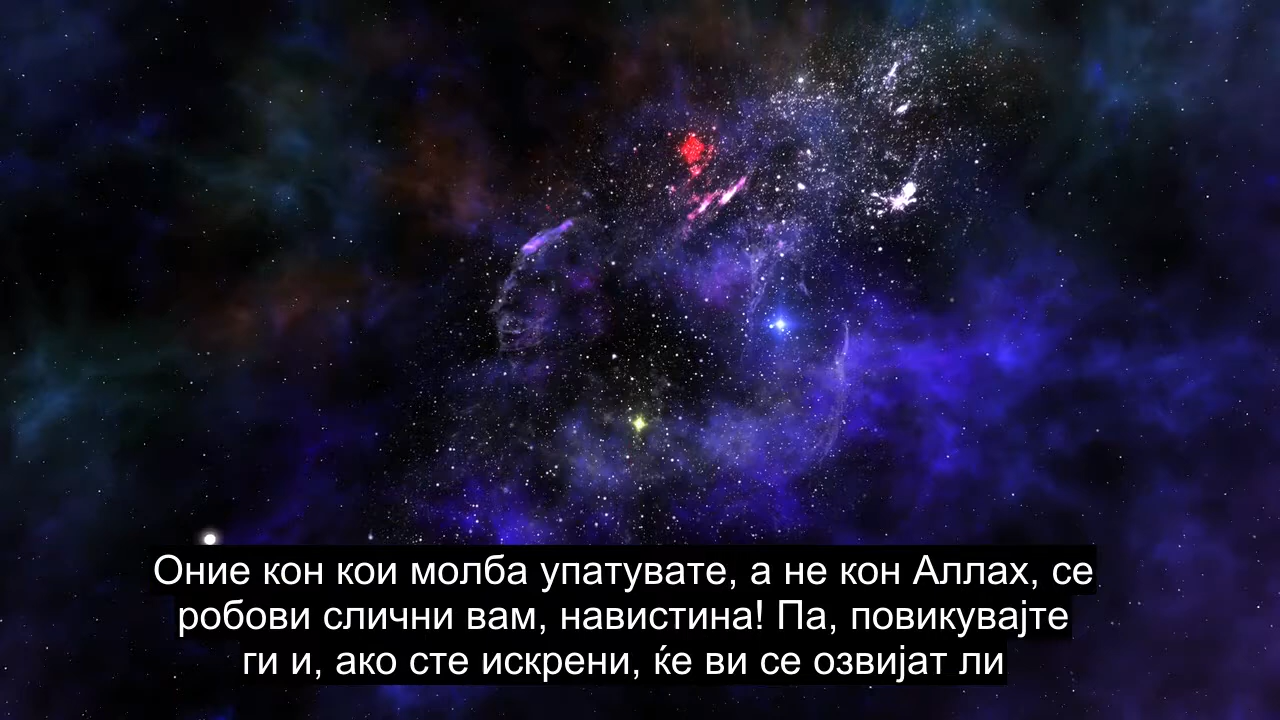 Оние кон кои молба упатувате, а не кон Аллах, се
робови слични вам, навистина! Па, повикувајте
ги и, ако сте искрени, ќе ви се озвијат ли